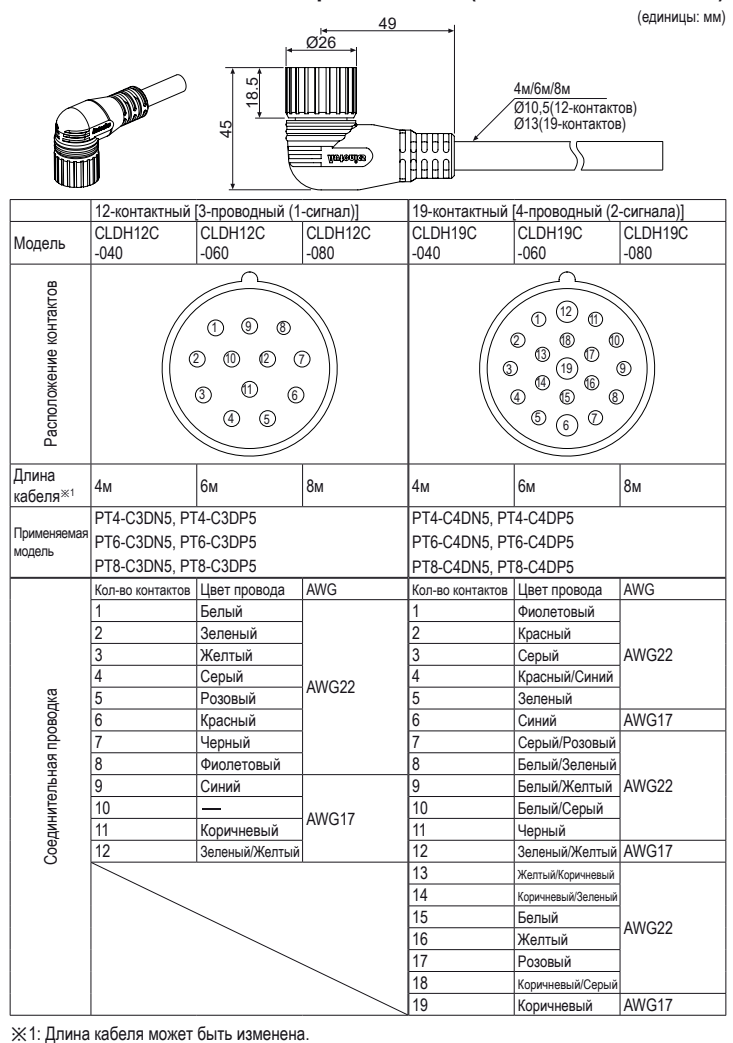 (единицы: мм)
49
Ø26
18.5
45
4м/6м/8м
Ø10,5(12-контактов)
Ø13(19-контактов)
12-контактный [3-проводный (1-сигнал)]
19-контактный [4-проводный (2-сигнала)]
Модель
CLDH12C
-040
CLDH12C
-060
CLDH12C
-080
CLDH19C
-040
CLDH19C
-060
CLDH19C
-080
Расположение контактов
1 9 8
2 10 12 7
3 11 6
4 5
12
1 11
2 18 10
13 17
3 19 9
14 16
4 15 8
5 6 7
Длина
кабеля※1
4м
6м
8м
4м
6м
8м
Применяемая
модель
PT4-C3DN5, PT4-C3DP5
PT6-C3DN5, PT6-C3DP5
PT8-C3DN5, PT8-C3DP5
PT4-C4DN5, PT4-C4DP5
PT6-C4DN5, PT6-C4DP5
PT8-C4DN5, PT8-C4DP5
Соединительная проводка
Кол-во контактов Цвет провода AWG
1 Белый
2 Зеленый
3 Желтый
4 Серый
5 Розовый
6 Красный
7 Черный
8 Фиолетовый
AWG22
9 Синий
10 —
11 Коричневый
12 Зеленый/Желтый
AWG17
Кол-во контактов Цвет провода AWG
1 Фиолетовый
2 Красный
3 Серый
4 Красный/Синий
5 Зеленый
AWG22
6 Синий AWG17
7 Серый/Розовый
8 Белый/Зеленый
9 Белый/Желтый
10 Белый/Серый
11 Черный
AWG22
12 Зеленый/Желтый AWG17
13 Желтый/Коричневый
14 Коричневый/Зеленый
15 Белый
16 Желтый
17 Розовый
18 Коричневый/Серый
AWG22
19 Коричневый AWG17
※1: Длина кабеля может быть изменена.